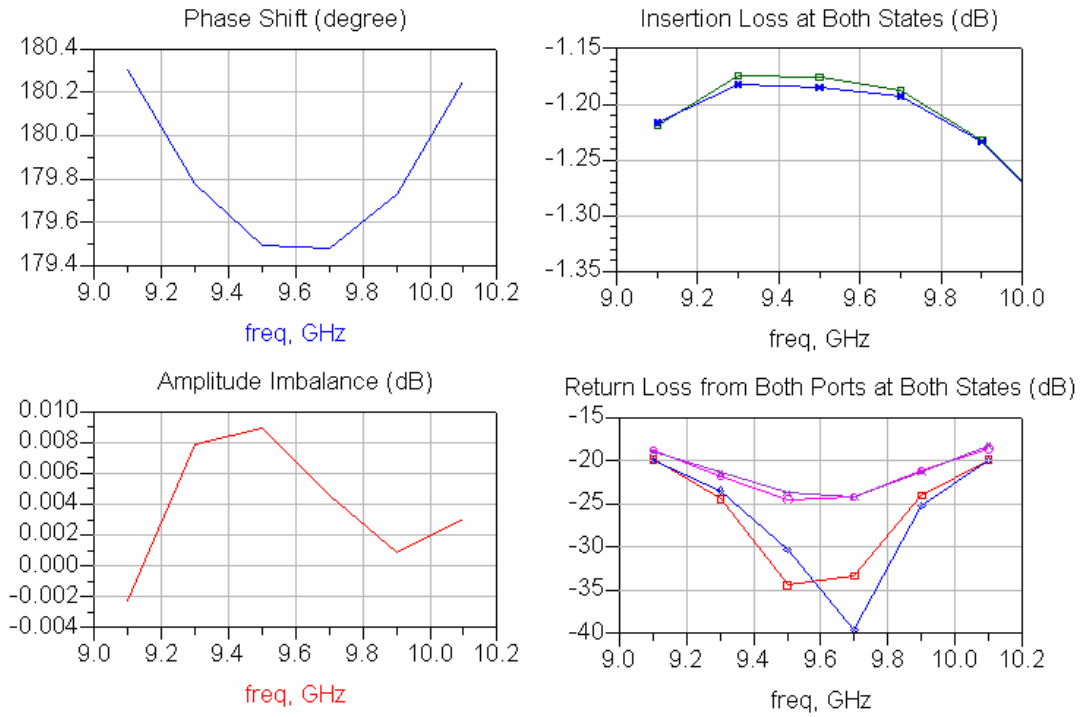 Phase Shift (degree)
180.4
180.2
180.0
179.8
179.6
179.4
9.0 9.2 9.4 9.6 9.8 10.0 10.2
freq, GHz
Insertion Loss at Both States (dB)
-1.15
-1.20
-1.25
-1.30
-1.35
9.0 9.2 9.4 9.6 9.8 10.0
freq, GHz
Amplitude Imbalance (dB)
0.010
0.008
0.006
0.004
0.002
0.000
-0.002
-0.004
9.0 9.2 9.4 9.6 9.8 10.0 10.2
freq, GHz
Return Loss from Both Ports at Both States (dB)
-15
-20
-25
-30
-35
-40
9.0 9.2 9.4 9.6 9.8 10.0 10.2
freq, GHz